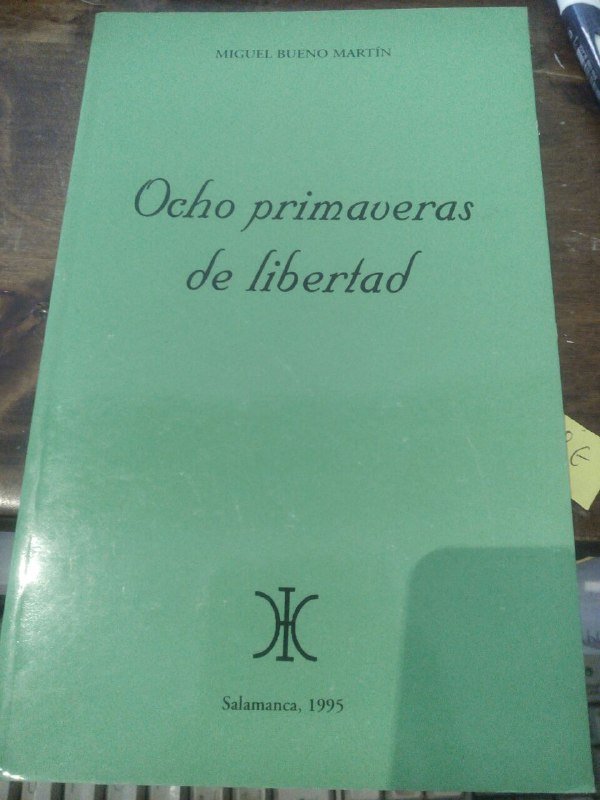 MIGUEL BUENO MARTÍN
Ocho primaveras
de libertad
Salamanca, 1995
€